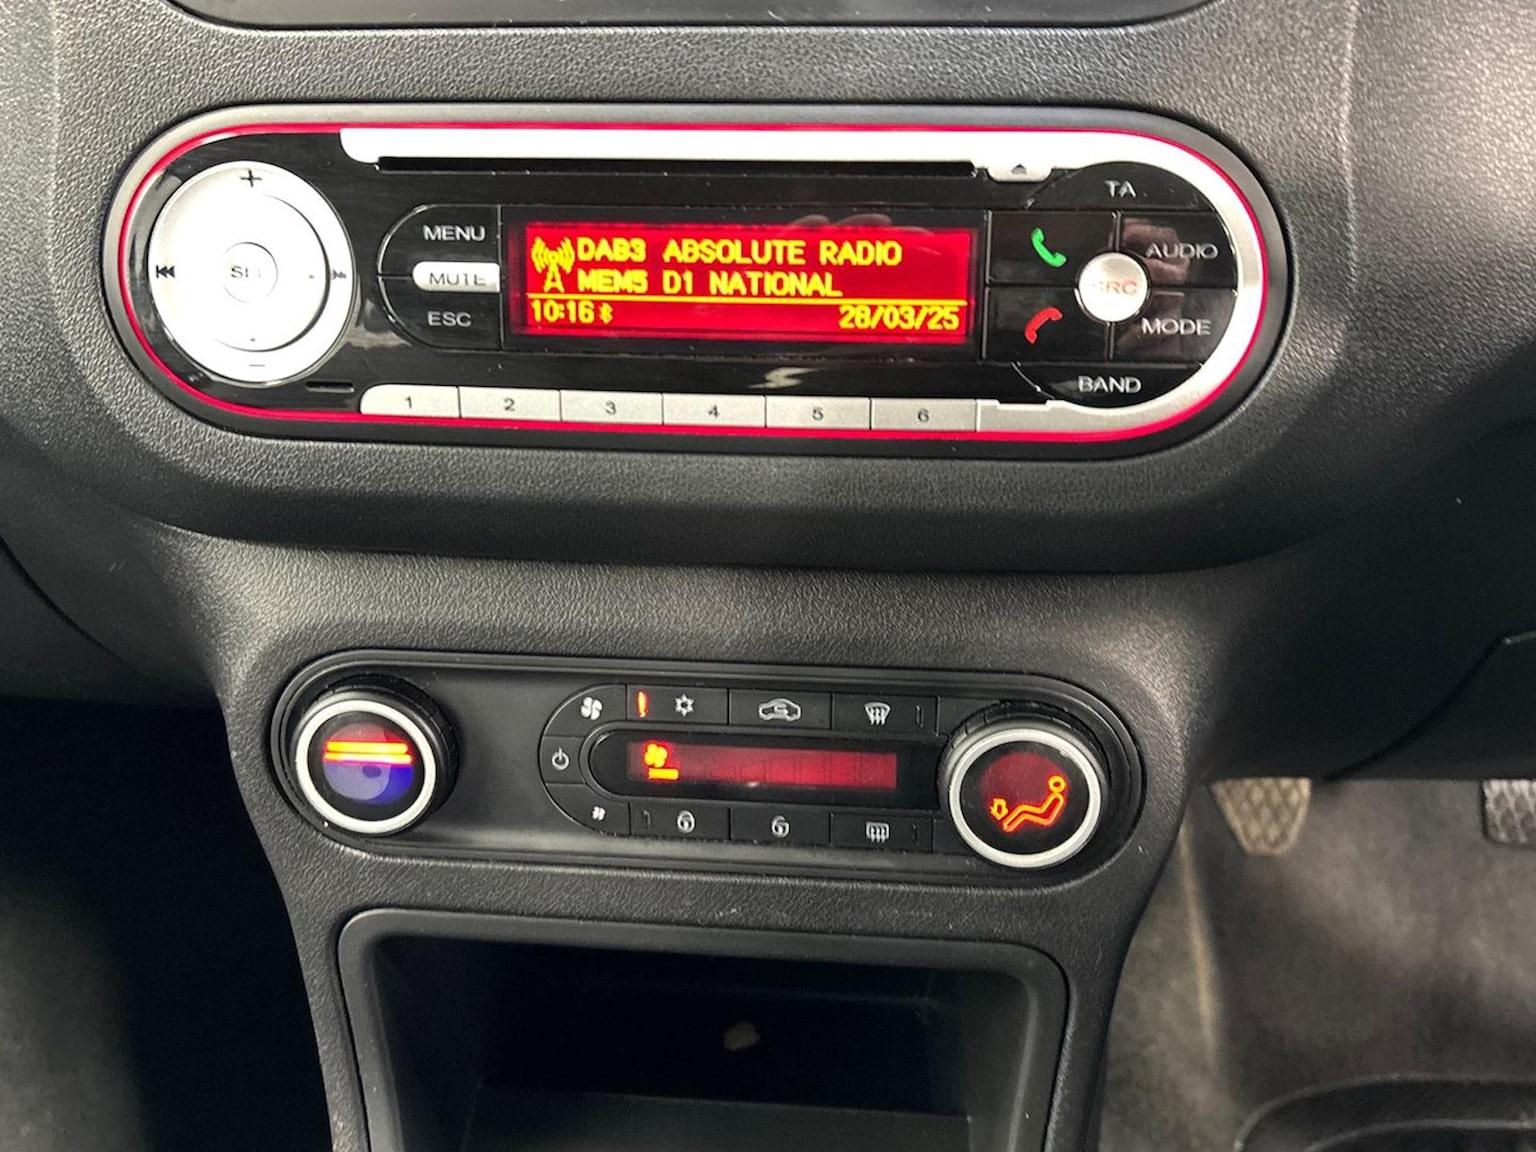 TA
MENU
MUTE
ESC
DAB3 ABSOLUTE RADIO
MEM5 D1 NATIONAL
10:16 28/03/25
AUDIO
SRC
MODE
BAND
1 2 3 4 5 6